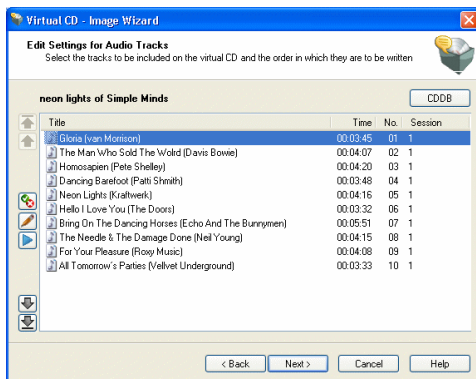 Virtual CD - Image Wizard
Edit Settings for Audio Tracks
Select the tracks to be included on the virtual CD and the order in which they are to be written
neon lights of Simple Minds CDDB
Title Time No. Session
Gloria (van Morrison) 00:03:45 01 1
The Man Who Sold The Wolrd (Davis Bowie) 00:04:07 02 1
Homosapien (Pete Shelley) 00:04:20 03 1
Dancing Barefoot (Patti Shmith) 00:03:48 04 1
Neon Lights (Kraftwerk) 00:04:16 05 1
Hello I Love You (The Doors) 00:03:32 06 1
Bring On The Dancing Horses (Echo And The Bunnymen) 00:05:51 07 1
The Needle & The Damage Done (Neil Young) 00:04:15 08 1
For Your Pleasure (Roxy Music) 00:04:08 09 1
All Tomorrow's Parties (Vellvet Underground) 00:03:33 10 1
< Back Next > Cancel Help